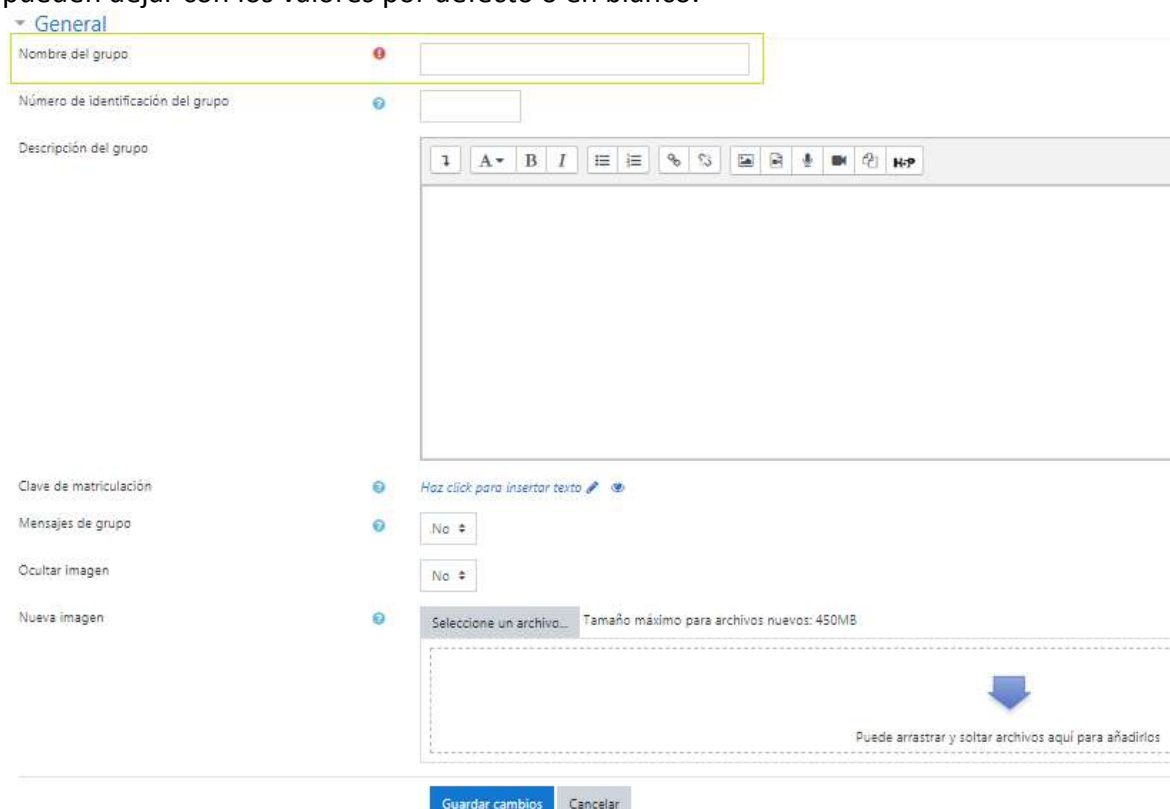 pueden dejar con los valores por defecto o en blanco.
General
Nombre del grupo
Número de identificación del grupo
Descripción del grupo
A B I H-P
Clave de matriculación Haz click para insertar texto
Mensajes de grupo No
Ocultar imagen No
Nueva imagen Seleccione un archivo... Tamaño máximo para archivos nuevos: 450MB
Puede arrastrar y soltar archivos aquí para añadirlos
Guardar cambios Cancelar